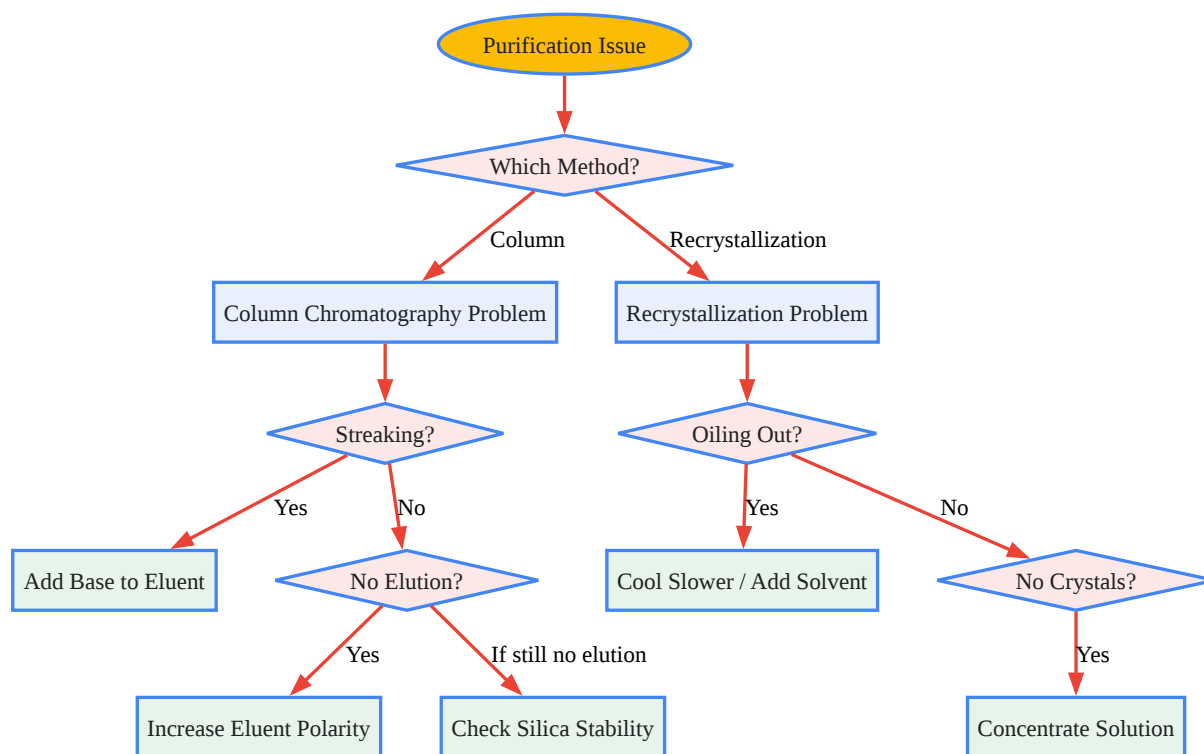 Purification Issue
Which Method?
Column
Recrystallization
Column Chromatography Problem
Recrystallization Problem
Streaking?
Oiling Out?
Yes
No
Yes
No
Add Base to Eluent
No Elution?
Cool Slower / Add Solvent
No Crystals?
Yes
If still no elution
Yes
Increase Eluent Polarity
Check Silica Stability
Concentrate Solution